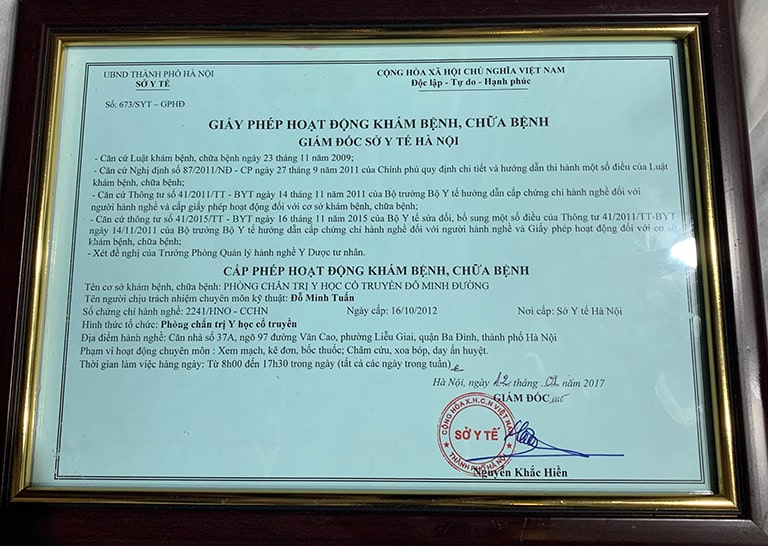 UBND THÀNH PHỐ HÀ NỘI
SỞ Y TẾ
CỘNG HÒA XÃ HỘI CHỦ NGHĨA VIỆT NAM
Độc lập - Tự do - Hạnh phúc
Số: 673/SYT – GPHĐ
GIẤY PHÉP HOẠT ĐỘNG KHÁM BỆNH, CHỮA BỆNH
GIÁM ĐỐC SỞ Y TẾ HÀ NỘI
- Căn cứ Luật khám bệnh, chữa bệnh ngày 23 tháng 11 năm 2009;
- Căn cứ Nghị định số 87/2011/NĐ - CP ngày 27 tháng 9 năm 2011 của Chính phủ quy định chi tiết và hướng dẫn thi hành một số điều của Luật
khám bệnh, chữa bệnh;
- Căn cứ Thông tư số 41/2011/TT - BYT ngày 14 tháng 11 năm 2011 của Bộ trưởng Bộ Y tế hướng dẫn cấp chứng chỉ hành nghề đối với
người hành nghề và cấp giấy phép hoạt động đối với cơ sở khám bệnh, chữa bệnh;
- Căn cứ thông tư số 41/2015/TT - BYT ngày 16 tháng 11 năm 2015 của Bộ Y tế sửa đổi, bổ sung một số điều của Thông tư 41/2011/TT-BYT
ngày 14/11/2011 của Bộ trưởng Bộ Y tế hướng dẫn cấp chứng chỉ hành nghề đối với người hành nghề và Giấy phép hoạt động đối với cơ sở
khám bệnh, chữa bệnh;
- Xét đề nghị của Trưởng Phòng Quản lý hành nghề Y Dược tư nhân.
CẤP PHÉP HOẠT ĐỘNG KHÁM BỆNH, CHỮA BỆNH
Tên cơ sở khám bệnh, chữa bệnh: PHÒNG CHẨN TRỊ Y HỌC CỔ TRUYỀN ĐỖ MINH ĐƯỜNG
Tên người chịu trách nhiệm chuyên môn kỹ thuật: Đỗ Minh Tuấn
Số chứng chỉ hành nghề: 2241/HNO - CCHN Ngày cấp: 16/10/2012 Nơi cấp: Sở Y tế Hà Nội
Hình thức tổ chức: Phòng chẩn trị Y học cổ truyền
Địa điểm hành nghề: Căn nhà số 37A, ngõ 97 đường Văn Cao, phường Liễu Giai, quận Ba Đình, thành phố Hà Nội
Phạm vi hoạt động chuyên môn : Xem mạch, kê đơn, bốc thuốc; Châm cứu, xoa bóp, day ấn huyệt.
Thời gian làm việc hàng ngày: Từ 8h00 đến 17h30 trong ngày (tất cả các ngày trong tuần)
Hà Nội, ngày 12 tháng năm 2017
GIÁM ĐỐC
CỘNG HÒA X.H.C.N VIỆT NAM
SỞ Y TẾ
THÀNH PHỐ HÀ NỘI
Nguyễn Khắc Hiền